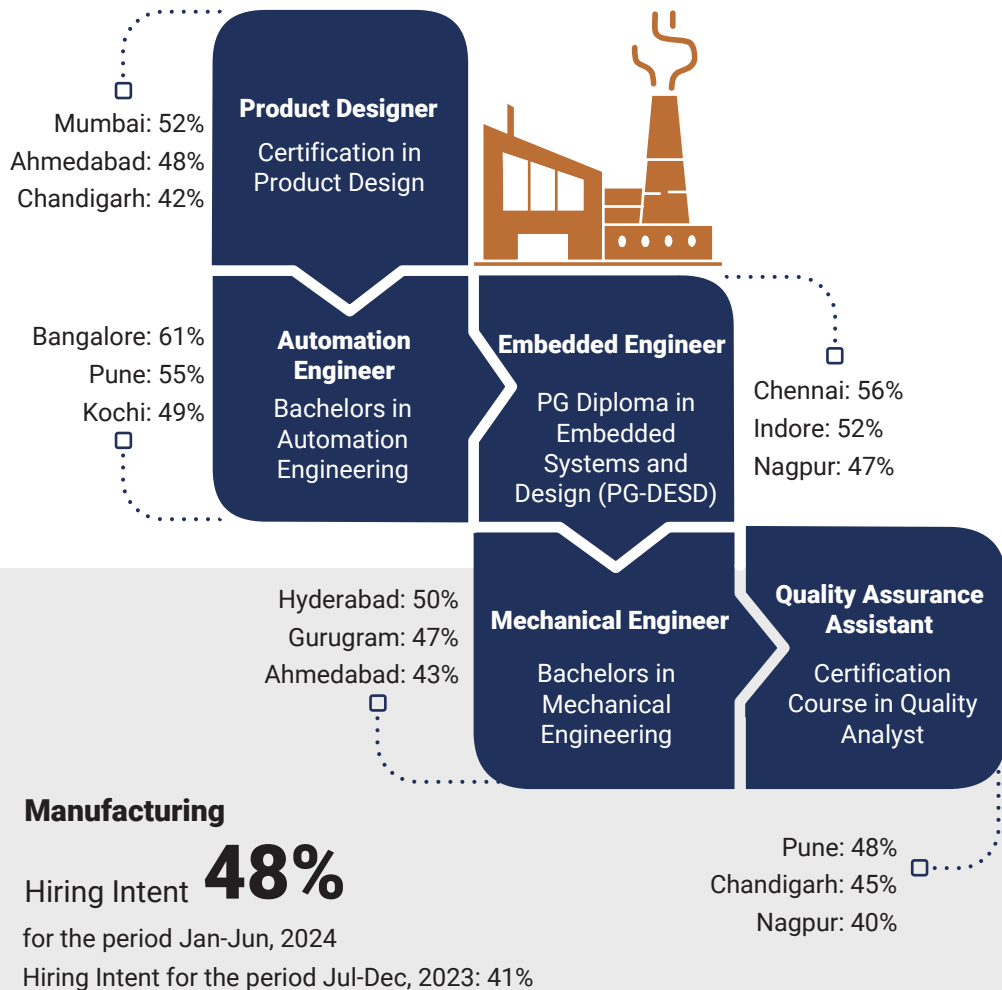 Product Designer
Certification in
Product Design
Mumbai: 52%
Ahmedabad: 48%
Chandigarh: 42%
Automation
Engineer
Bachelors in
Automation
Engineering
Bangalore: 61%
Pune: 55%
Kochi: 49%
Embedded Engineer
PG Diploma in
Embedded
Systems and
Design (PG-DESD)
Chennai: 56%
Indore: 52%
Nagpur: 47%
Mechanical Engineer
Bachelors in
Mechanical
Engineering
Hyderabad: 50%
Gurugram: 47%
Ahmedabad: 43%
Quality Assurance
Assistant
Certification
Course in Quality
Analyst
Pune: 48%
Chandigarh: 45%
Nagpur: 40%
Manufacturing
Hiring Intent 48%
for the period Jan-Jun, 2024
Hiring Intent for the period Jul-Dec, 2023: 41%